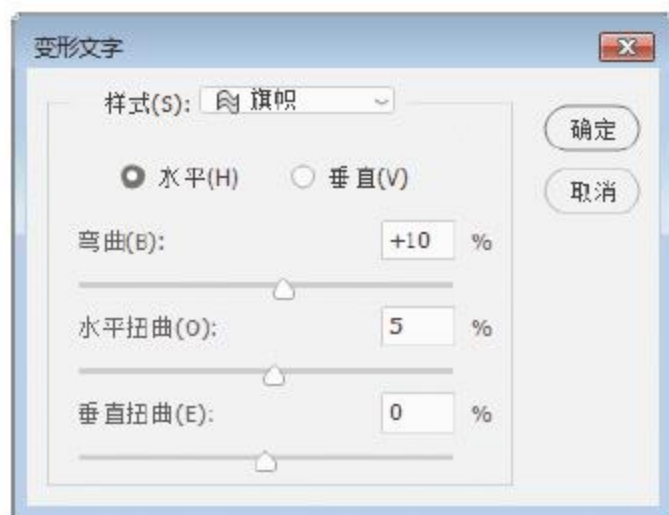 变形文字
样式(S): 旗帜
确定
水平(H) 垂直(V)
取消
弯曲(B): +10 %
水平扭曲(O): 5 %
垂直扭曲(E): 0 %